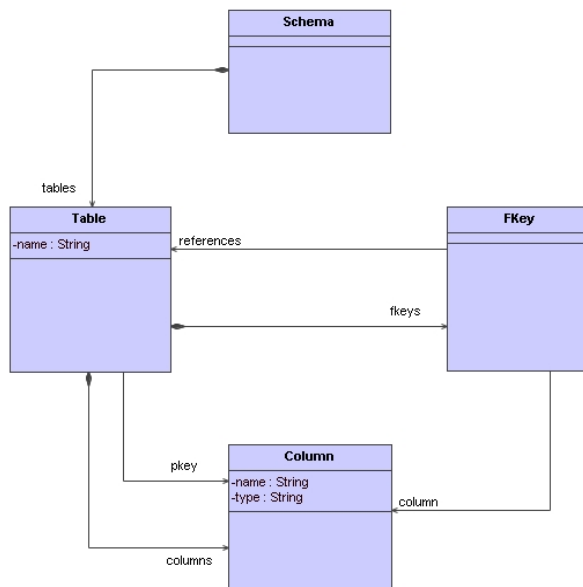 Schema
tables
Table
-name : String
FKey
references
fkeys
pkey
Column
-name : String
-type : String
column
columns